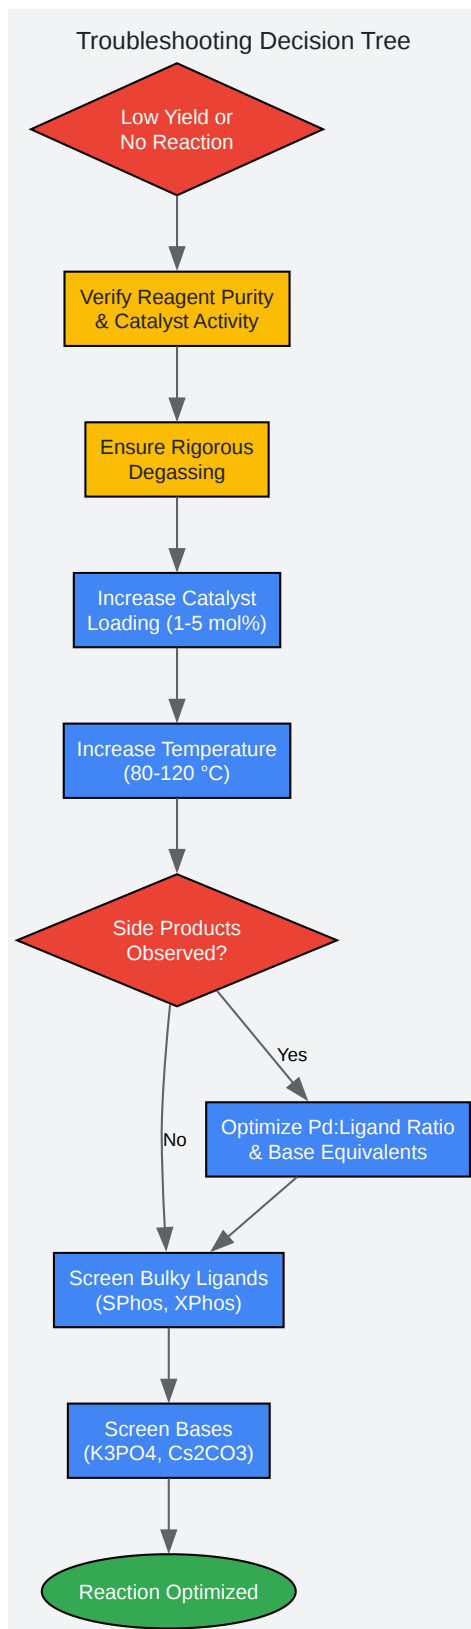 Troubleshooting Decision Tree
Low Yield or
No Reaction
Verify Reagent Purity
& Catalyst Activity
Ensure Rigorous
Degassing
Increase Catalyst
Loading (1-5 mol%)
Increase Temperature
(80-120 °C)
Side Products
Observed?
Yes
Optimize Pd:Ligand Ratio
& Base Equivalents
No
Screen Bulky Ligands
(SPhos, XPhos)
Screen Bases
(K3PO4, Cs2CO3)
Reaction Optimized